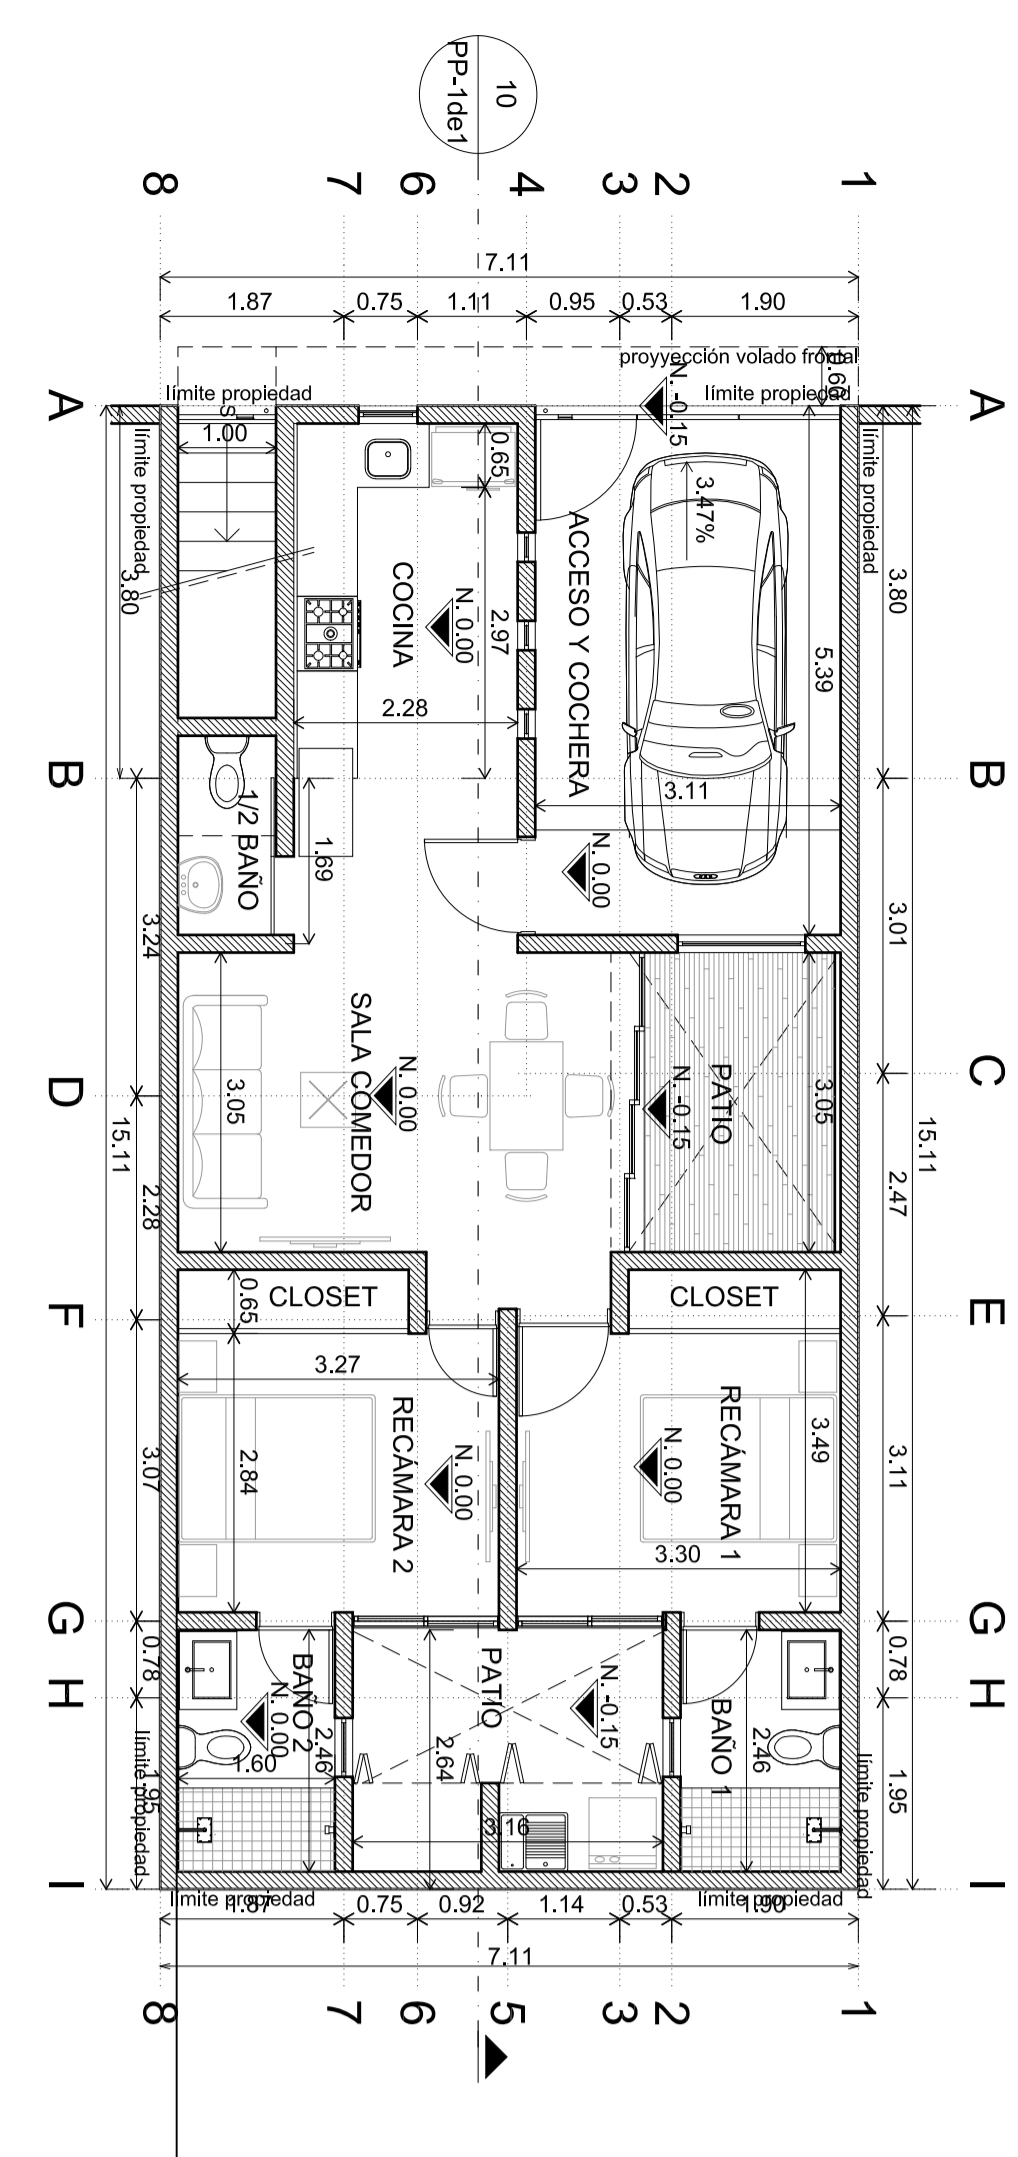 10
PP-1de1
8
7
6
4
3
2
1
7.11
1.87
0.75
1.11
0.95
0.53
1.90
proyyección volado frontal
0.60
límite propiedad
límite propiedad
N. -0.15
A
A
S
1.00
límite propiedad
límite propiedad
0.65
3.47%
ACCESO Y COCHERA
COCINA
N. 0.00
2.97
3.80
3.80
5.39
2.28
B
B
3.11
1/2 BAÑO
1.69
N. 0.00
3.24
3.01
SALA COMEDOR
N. 0.00
PATIO
N. -0.15
D
C
3.05
3.05
15.11
15.11
2.28
2.47
CLOSET
0.65
CLOSET
F
E
3.27
RECÁMARA 2
N. 0.00
RECÁMARA 1
N. 0.00
2.84
3.49
3.07
3.11
3.30
G
G
0.78
0.78
BAÑO 2
N. 0.00
PATIO
N. -0.15
BAÑO 1
H
H
2.46
2.64
2.46
1.60
1.95
1.95
límite propiedad
límite propiedad
3.16
I
I
límite propiedad
límite propiedad
1.87
0.75
0.92
1.14
0.53
1.90
7.11
8
7
6
5
3
2
1